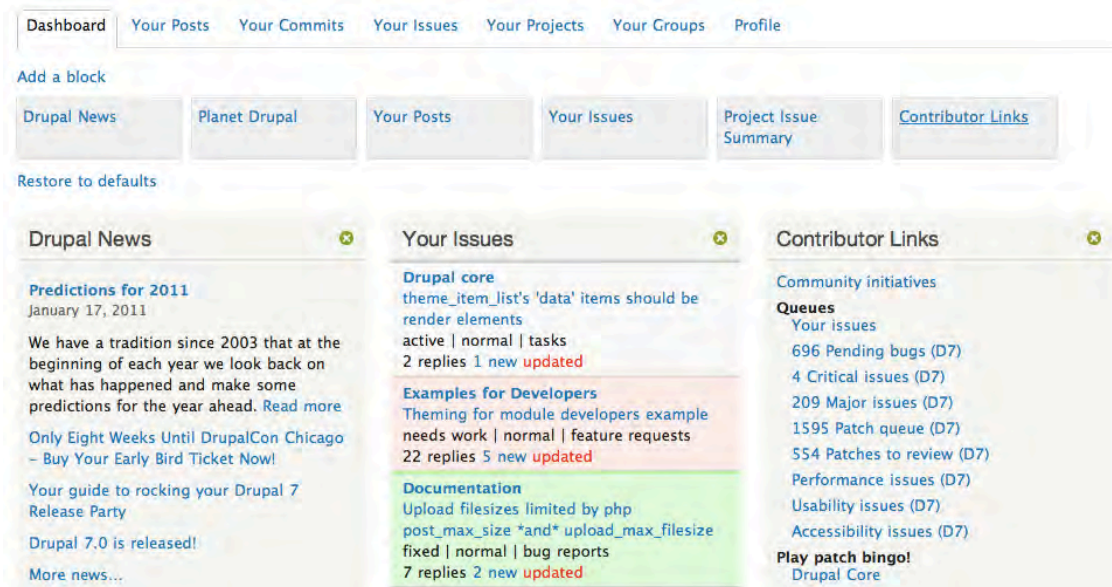 Dashboard Your Posts Your Commits Your Issues Your Projects Your Groups Profile
Add a block
Drupal News Planet Drupal Your Posts Your Issues Project Issue Contributor Links
Summary
Restore to defaults
Drupal News
Predictions for 2011
January 17, 2011
We have a tradition since 2003 that at the
beginning of each year we look back on
what has happened and make some
predictions for the year ahead. Read more
Only Eight Weeks Until DrupalCon Chicago
– Buy Your Early Bird Ticket Now!
Your guide to rocking your Drupal 7
Release Party
Drupal 7.0 is released!
More news...
Your Issues
Drupal core
theme_item_list's 'data' items should be
render elements
active | normal | tasks
2 replies 1 new updated
Examples for Developers
Theming for module developers example
needs work | normal | feature requests
22 replies 5 new updated
Documentation
Upload filesizes limited by php
post_max_size *and* upload_max_filesize
fixed | normal | bug reports
7 replies 2 new updated
Contributor Links
Community initiatives
Queues
Your issues
696 Pending bugs (D7)
4 Critical issues (D7)
209 Major issues (D7)
1595 Patch queue (D7)
554 Patches to review (D7)
Performance issues (D7)
Usability issues (D7)
Accessibility issues (D7)
Play patch bingo!
Drupal Core